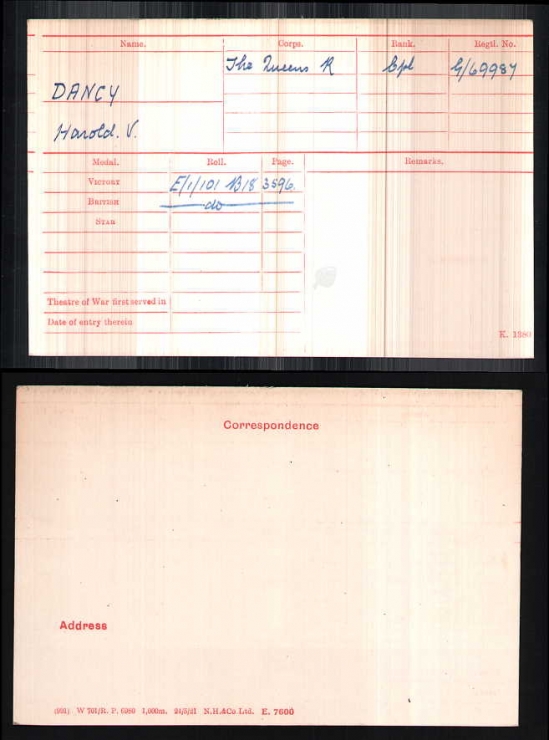 Name. Corps. Rank. Regtl. No.
The Queens R Cpl G/69987
DANCY
Harold. V.
Medal. Roll. Page. Remarks.
VICTORY E/1/101 B18 3596.
BRITISH do
STAR
Theatre of War first served in
Date of entry therein
K. 1380
Correspondence
Address
W 701/R. P. 6980 1,000m. N.H.&Co Ltd. E. 7600